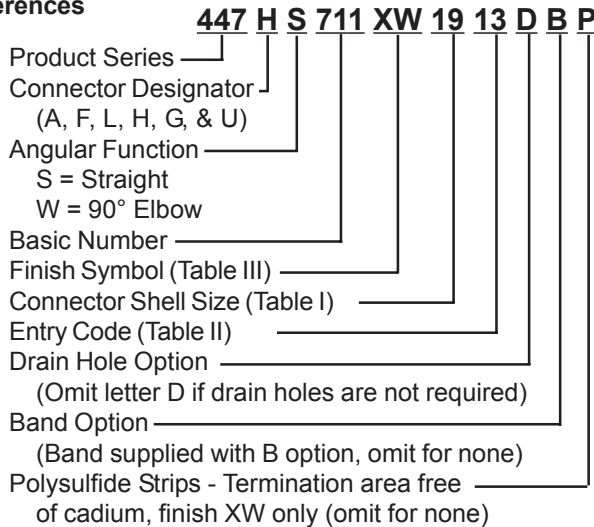 erences
447 H S 711 XW 19 13 D B P
Product Series
Connector Designator
(A, F, L, H, G, & U)
Angular Function
S = Straight
W = 90° Elbow
Basic Number
Finish Symbol (Table III)
Connector Shell Size (Table I)
Entry Code (Table II)
Drain Hole Option
(Omit letter D if drain holes are not required)
Band Option
(Band supplied with B option, omit for none)
Polysulfide Strips - Termination area free
of cadium, finish XW only (omit for none)